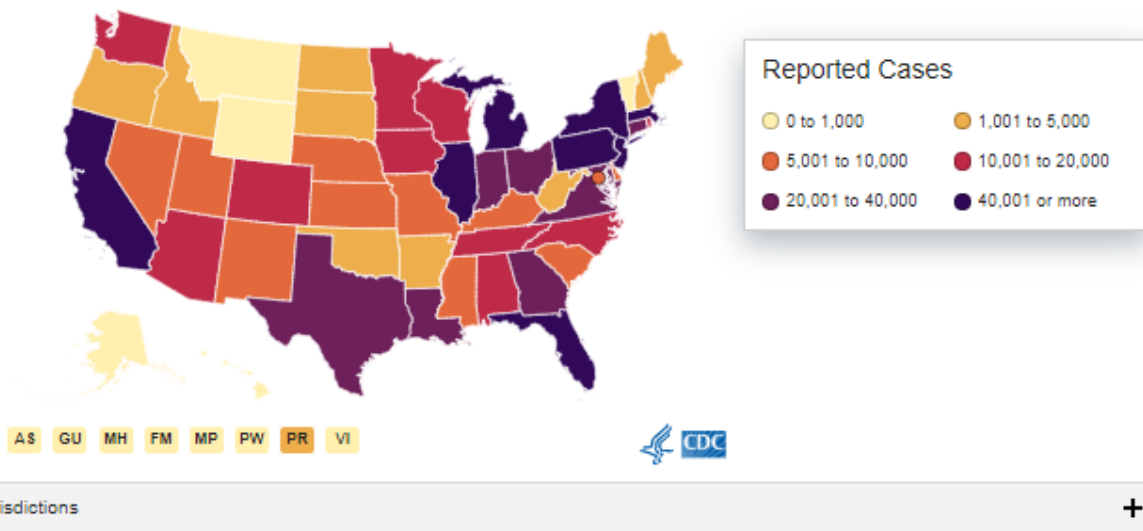 Reported Cases
0 to 1,000
1,001 to 5,000
5,001 to 10,000
10,001 to 20,000
20,001 to 40,000
40,001 or more
AS GU MH FM MP PW PR VI
CDC
isdictions
+